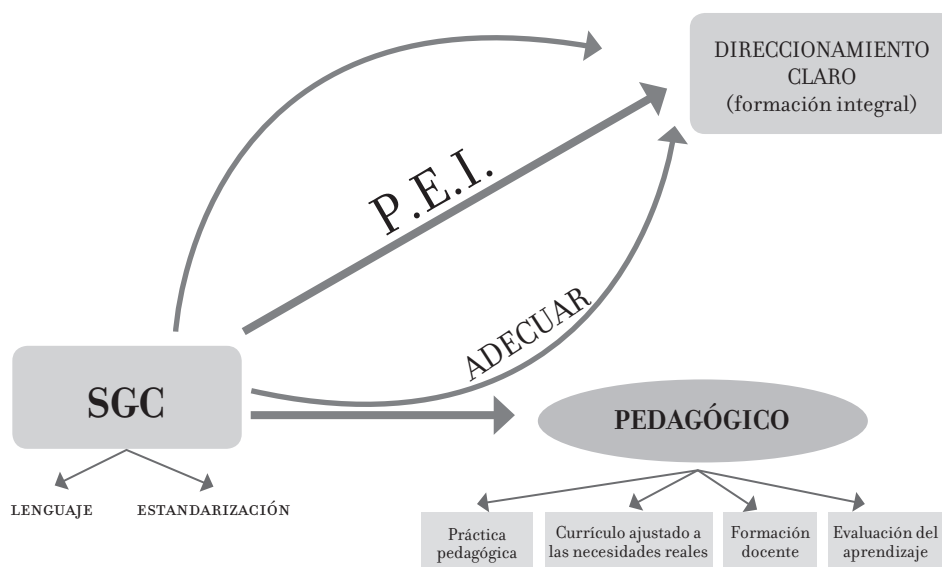 DIRECCIONAMIENTO
CLARO
(formación integral)
P.E.I.
ADECUAR
SGC
PEDAGÓGICO
LENGUAJE
ESTANDARIZACIÓN
Práctica
pedagógica
Currículo ajustado a
las necesidades reales
Formación
docente
Evaluación del
aprendizaje